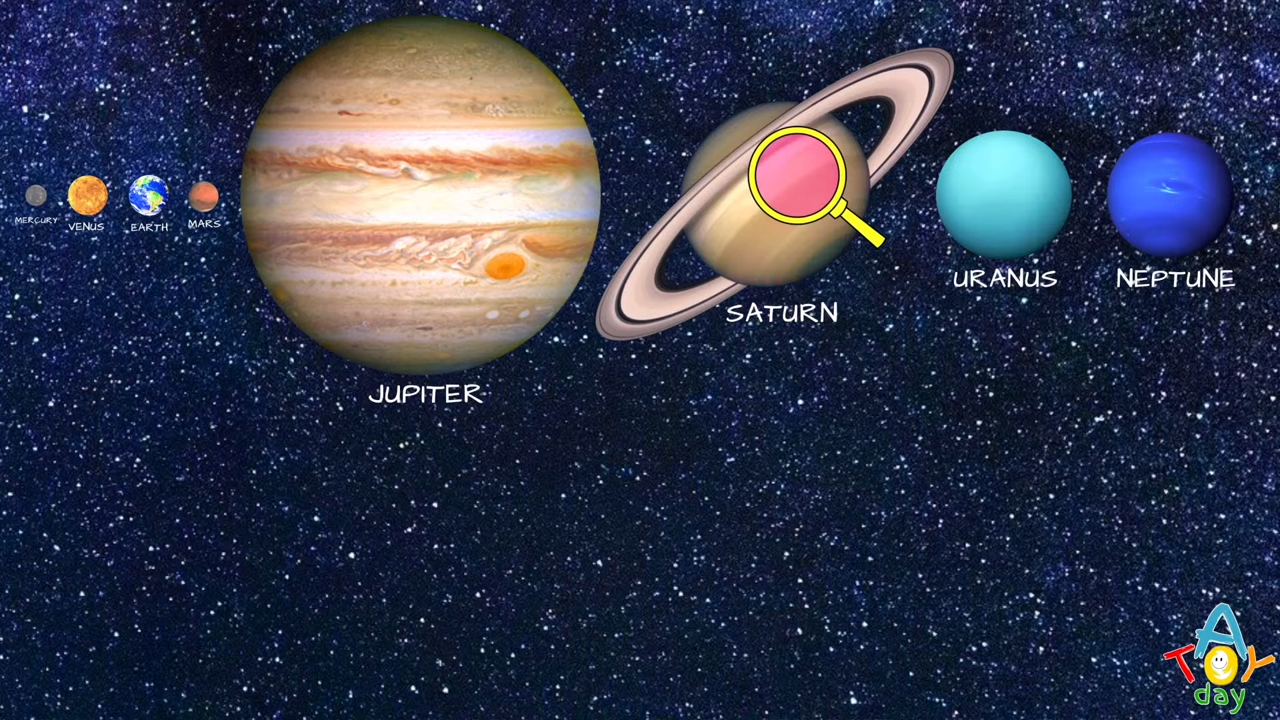 MERCURY
VENUS
EARTH
MARS
JUPITER
SATURN
URANUS
NEPTUNE
A
TOY
day